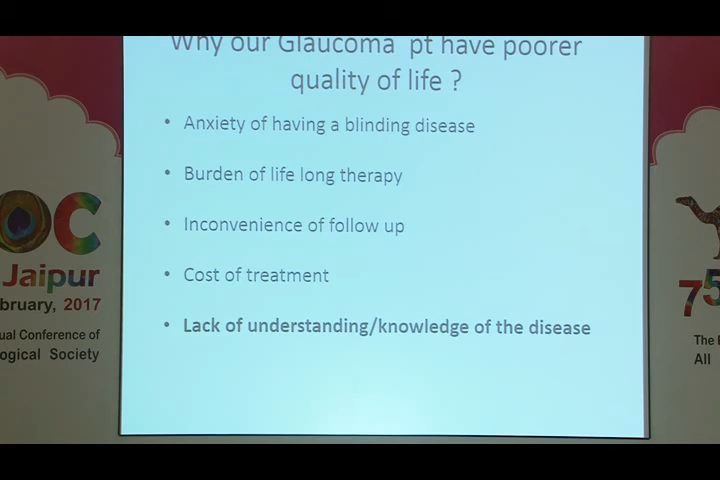 Why our Glaucoma pt have poorer
quality of life ?
• Anxiety of having a blinding disease
• Burden of life long therapy
• Inconvenience of follow up
• Cost of treatment
• Lack of understanding/knowledge of the disease
OC
Jaipur
bruary, 2017
ual Conference of
ogical Society
75
The
All